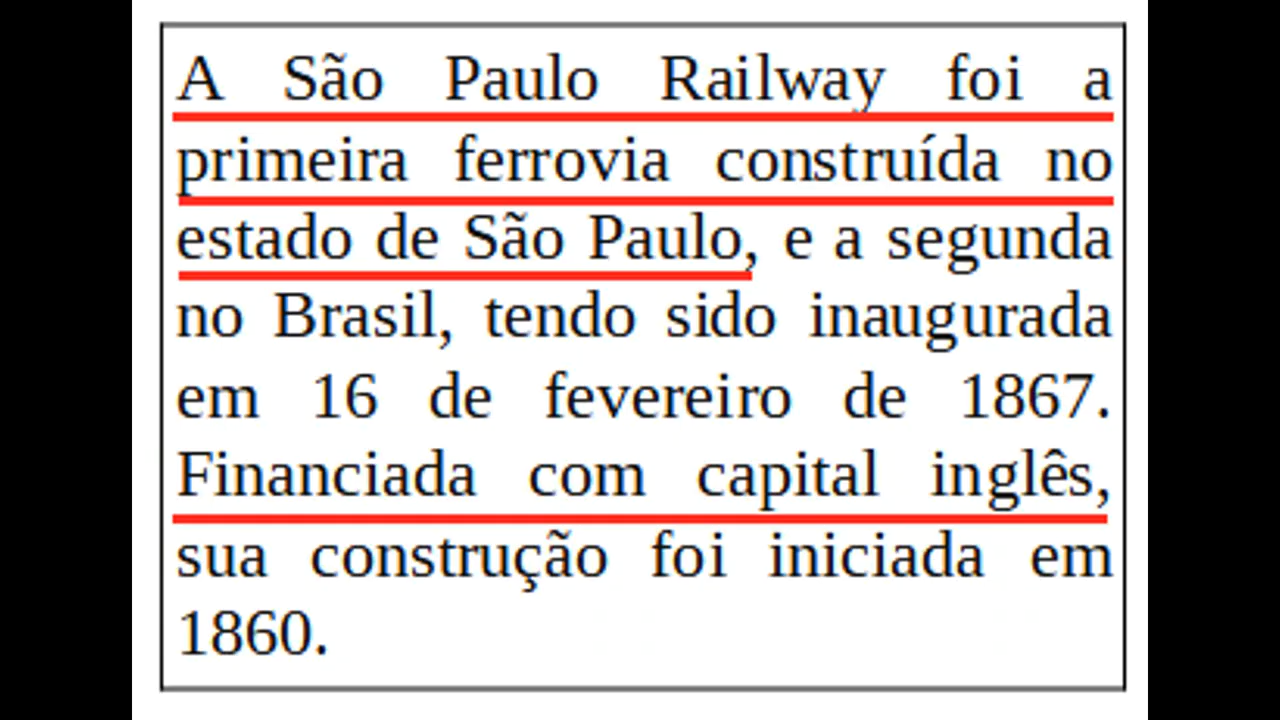 A São Paulo Railway foi a
primeira ferrovia construída no
estado de São Paulo, e a segunda
no Brasil, tendo sido inaugurada
em 16 de fevereiro de 1867.
Financiada com capital inglês,
sua construção foi iniciada em
1860.